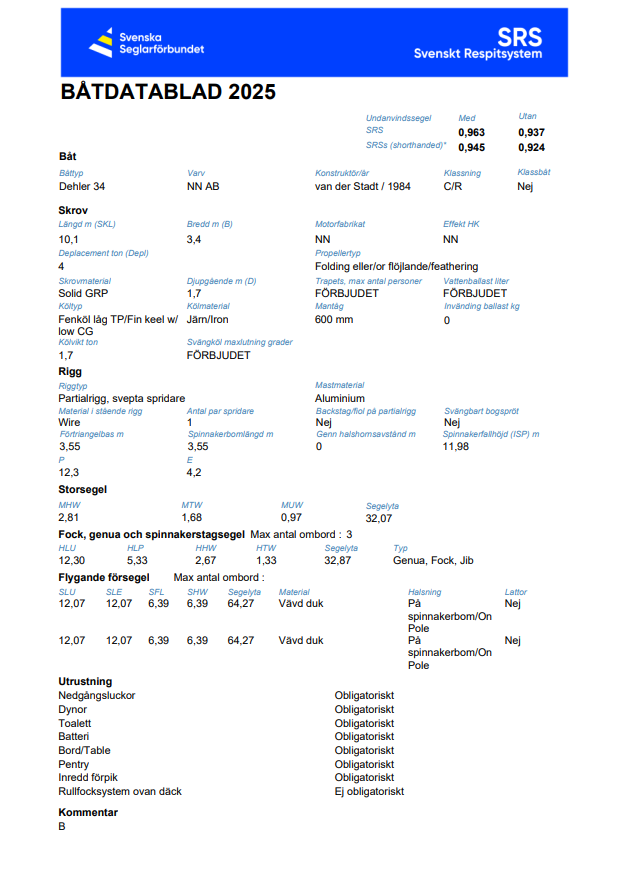 Svenska
Seglarförbundet
SRS
Svenskt Respitsystem
BÅTDATABLAD 2025
Undanvindssegel Med Utan
SRS 0,963 0,937
SRSs (shorthanded)* 0,945 0,924
Båt
Båttyp Varv Konstruktör/år Klassning Klassbåt
Dehler 34 NN AB van der Stadt / 1984 C/R Nej
Skrov
Längd m (SKL) Bredd m (B) Motorfabrikat Effekt HK
10,1 3,4 NN NN
Deplacement ton (Depl) Propellertyp
4 Folding eller/or flöjlande/feathering
Skrovmaterial Djupgående m (D) Trapets, max antal personer Vattenballast liter
Solid GRP 1,7 FÖRBJUDET FÖRBJUDET
Költyp Kölmaterial Mantåg Invändig ballast kg
Fenköl låg TP/Fin keel w/ Järn/Iron 600 mm 0
low CG
Kölvikt ton Svängköl maxlutning grader
1,7 FÖRBJUDET
Rigg
Riggtyp Mastmaterial
Partialrigg, svepta spridare Aluminium
Material i stående rigg Antal par spridare Backstag/fiol på partialrigg Svängbart bogspröt
Wire 1 Nej Nej
Förtriangelbas m Spinnakerbomlängd m Genn halshornsavstånd m Spinnakerfallhöjd (ISP) m
3,55 3,55 0 11,98
P E
12,3 4,2
Storsegel
MHW MTW MUW Segelyta
2,81 1,68 0,97 32,07
Fock, genua och spinnakerstagsegel Max antal ombord : 3
HLU HLP HHW HTW Segelyta Typ
12,30 5,33 2,67 1,33 32,87 Genua, Fock, Jib
Flygande försegel Max antal ombord :
SLU SLE SFL SHW Segelyta Material Halsning Lattor
12,07 12,07 6,39 6,39 64,27 Vävd duk På Nej
spinnakerbom/On
Pole
12,07 12,07 6,39 6,39 64,27 Vävd duk På Nej
spinnakerbom/On
Pole
Utrustning
Nedgångsluckor Obligatoriskt
Dynor Obligatoriskt
Toalett Obligatoriskt
Batteri Obligatoriskt
Bord/Table Obligatoriskt
Pentry Obligatoriskt
Inredd förpik Obligatoriskt
Rullfocksystem ovan däck Ej obligatoriskt
Kommentar
B